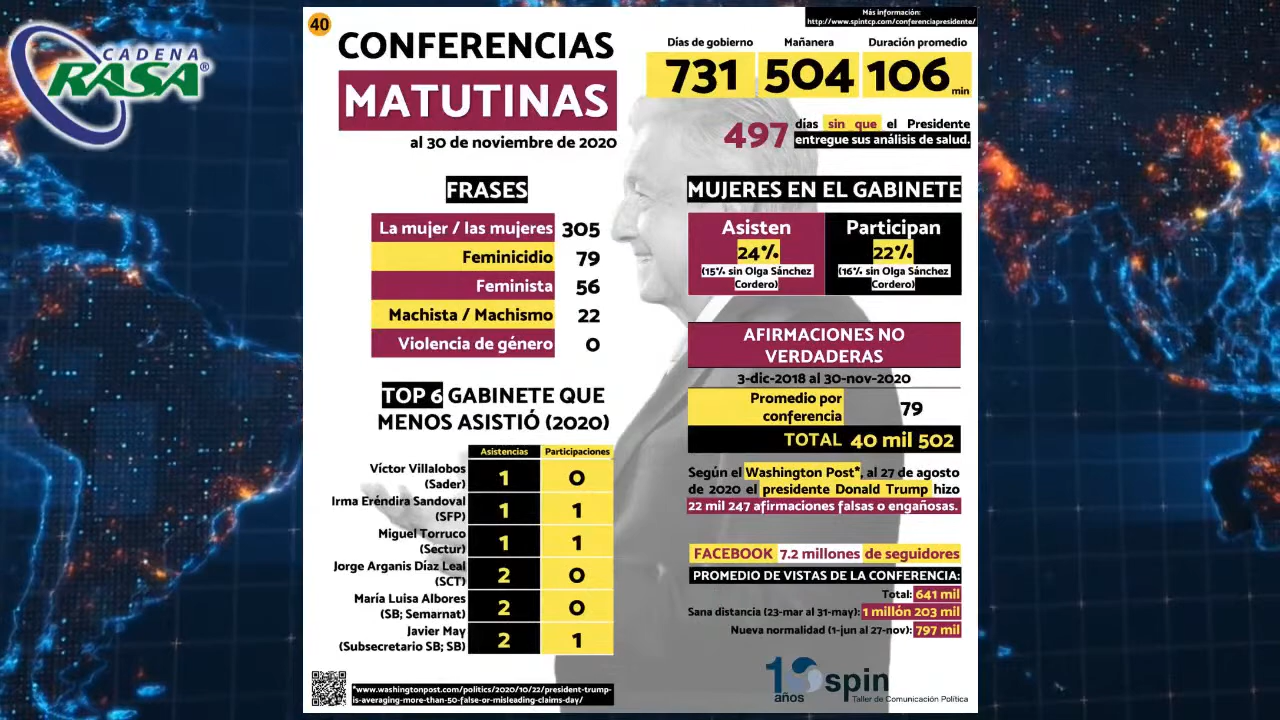 CADENA
RASA®
40
CONFERENCIAS
MATUTINAS
al 30 de noviembre de 2020
Más información:
http://www.spintcp.com/conferenciapresidente/
Días de gobierno
731
Mañanera
504
Duración promedio
106 min
497 días sin que el Presidente
entregue sus análisis de salud.
FRASES
La mujer / las mujeres 305
Feminicidio 79
Feminista 56
Machista / Machismo 22
Violencia de género 0
TOP 6 GABINETE QUE
MENOS ASISTIÓ (2020)
Asistencias Participaciones
Víctor Villalobos
(Sader) 1 0
Irma Eréndira Sandoval
(SFP) 1 1
Miguel Torruco
(Sectur) 1 1
Jorge Arganis Díaz Leal
(SCT) 2 0
María Luisa Albores
(SB; Semarnat) 2 0
Javier May
(Subsecretario SB; SB) 2 1
*www.washingtonpost.com/politics/2020/10/22/president-trump-
is-averaging-more-than-50-false-or-misleading-claims-day/
MUJERES EN EL GABINETE
Asisten
24%
(15% sin Olga Sánchez
Cordero)
Participan
22%
(16% sin Olga Sánchez
Cordero)
AFIRMACIONES NO
VERDADERAS
3-dic-2018 al 30-nov-2020
Promedio por
conferencia 79
TOTAL 40 mil 502
Según el Washington Post*, al 27 de agosto
de 2020 el presidente Donald Trump hizo
22 mil 247 afirmaciones falsas o engañosas.
FACEBOOK 7.2 millones de seguidores
PROMEDIO DE VISTAS DE LA CONFERENCIA:
Total: 641 mil
Sana distancia (23-mar al 31-may): 1 millón 203 mil
Nueva normalidad (1-jun al 27-nov): 797 mil
10 años
spin
Taller de Comunicación Política